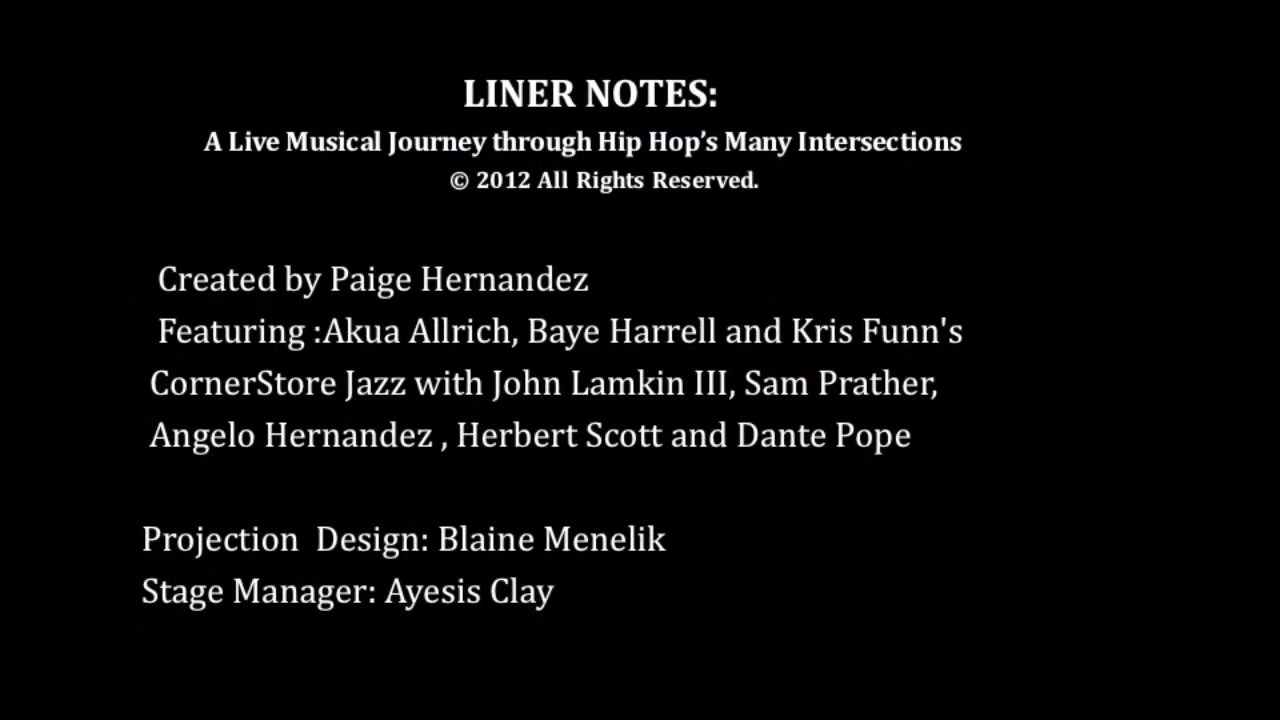 LINER NOTES:
A Live Musical Journey through Hip Hop’s Many Intersections
© 2012 All Rights Reserved.
Created by Paige Hernandez
Featuring :Akua Allrich, Baye Harrell and Kris Funn's
CornerStore Jazz with John Lamkin III, Sam Prather,
Angelo Hernandez , Herbert Scott and Dante Pope
Projection  Design: Blaine Menelik
Stage Manager: Ayesis Clay